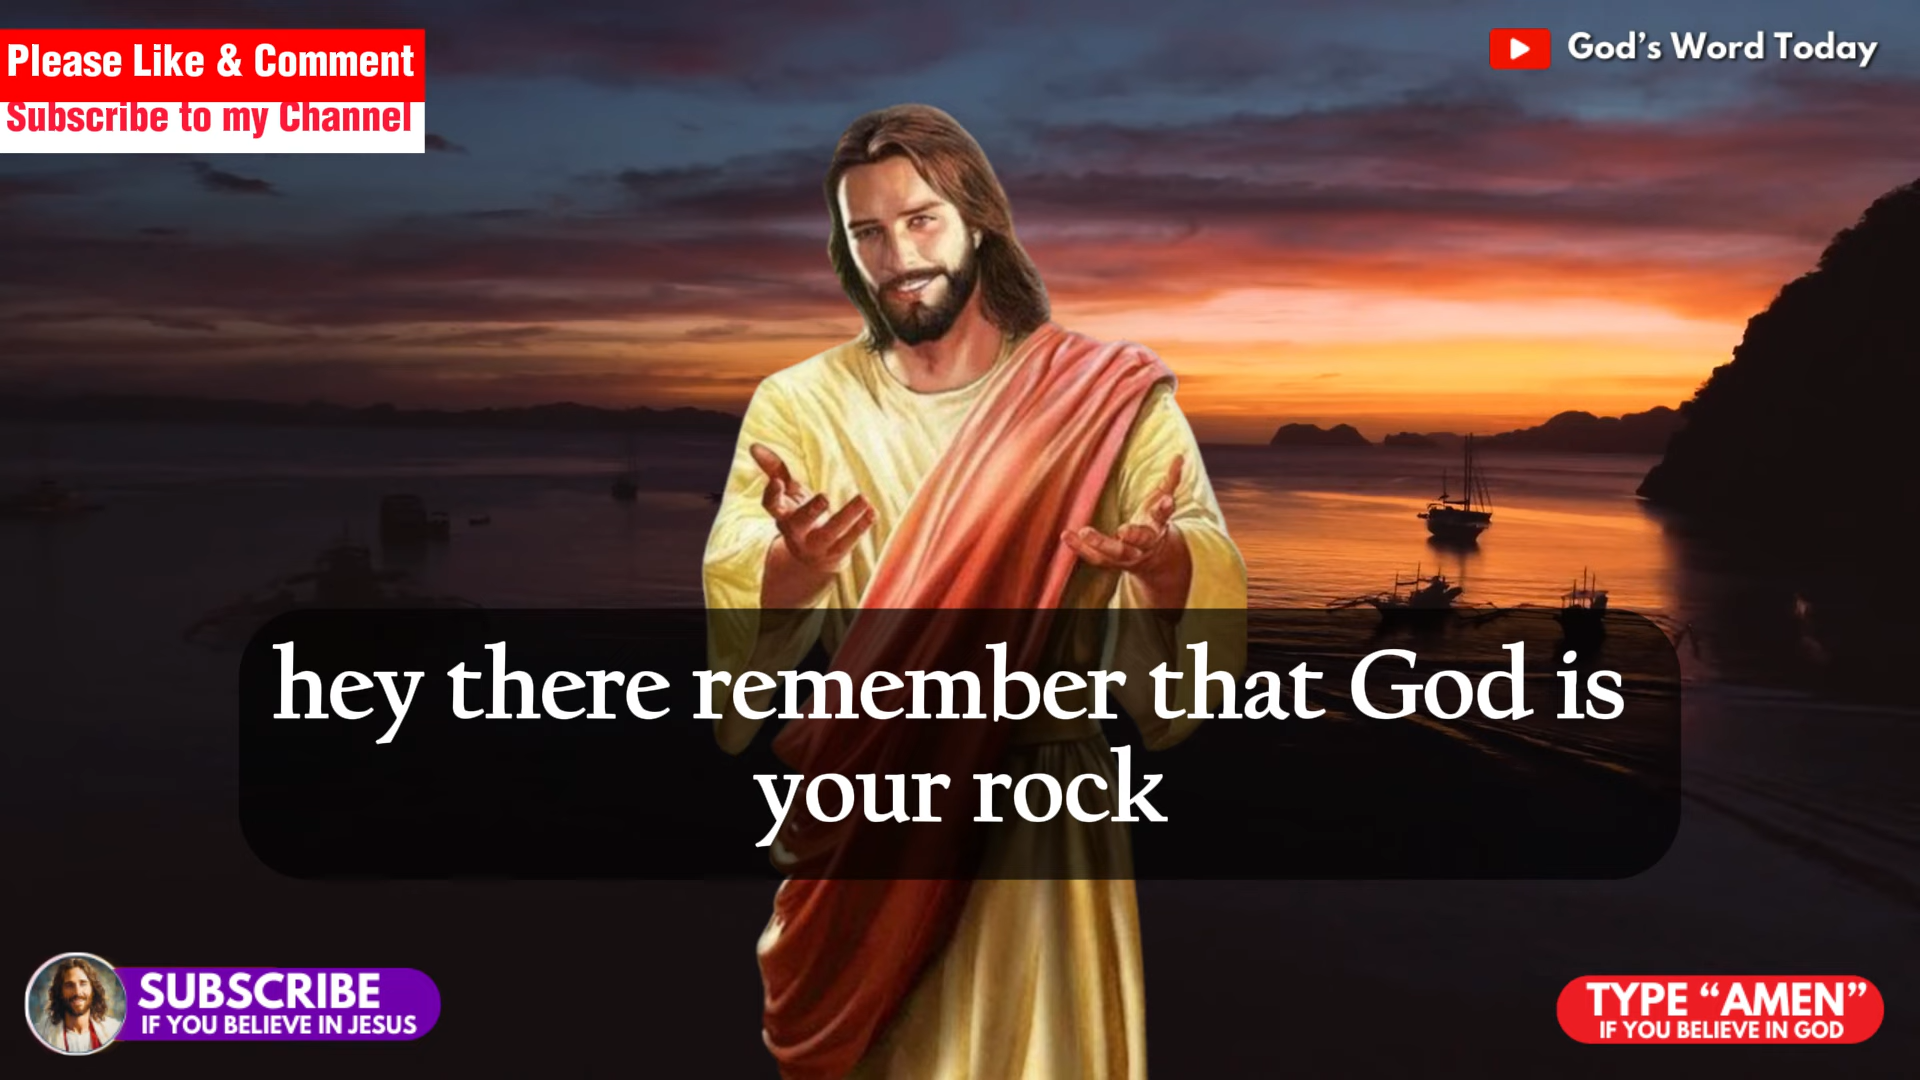 Please Like & Comment
Subscribe to my Channel
God's Word Today
hey there remember that God is
your rock
SUBSCRIBE
IF YOU BELIEVE IN JESUS
TYPE “AMEN”
IF YOU BELIEVE IN GOD